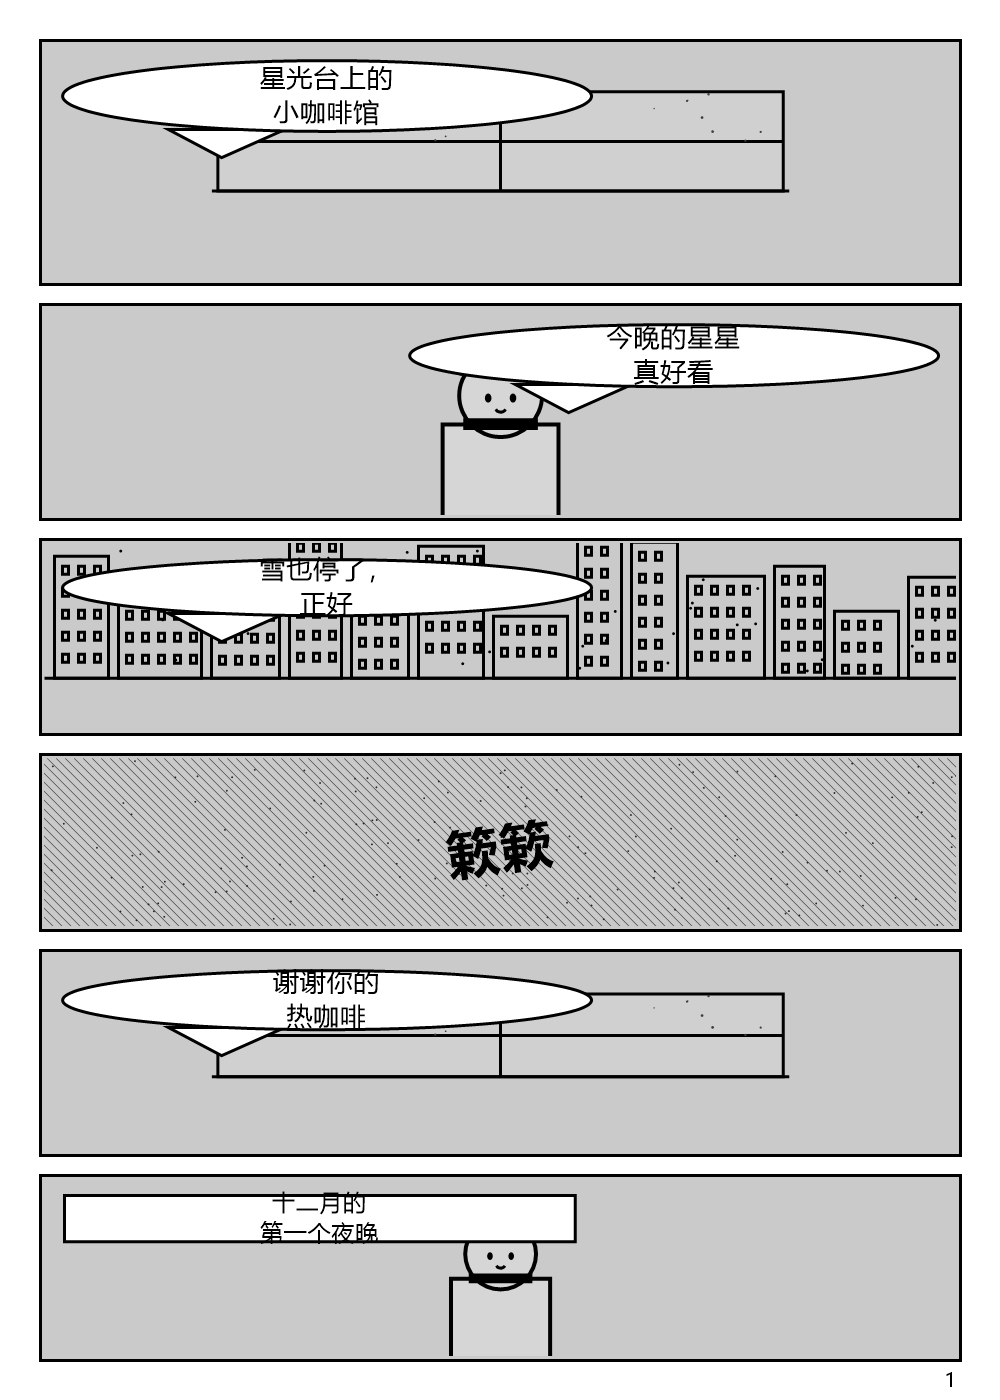 星光台上的
小咖啡馆
今晚的星星
真好看
雪也停了，
正好
簌簌
谢谢你的
热咖啡
十二月的
第一个夜晚
1